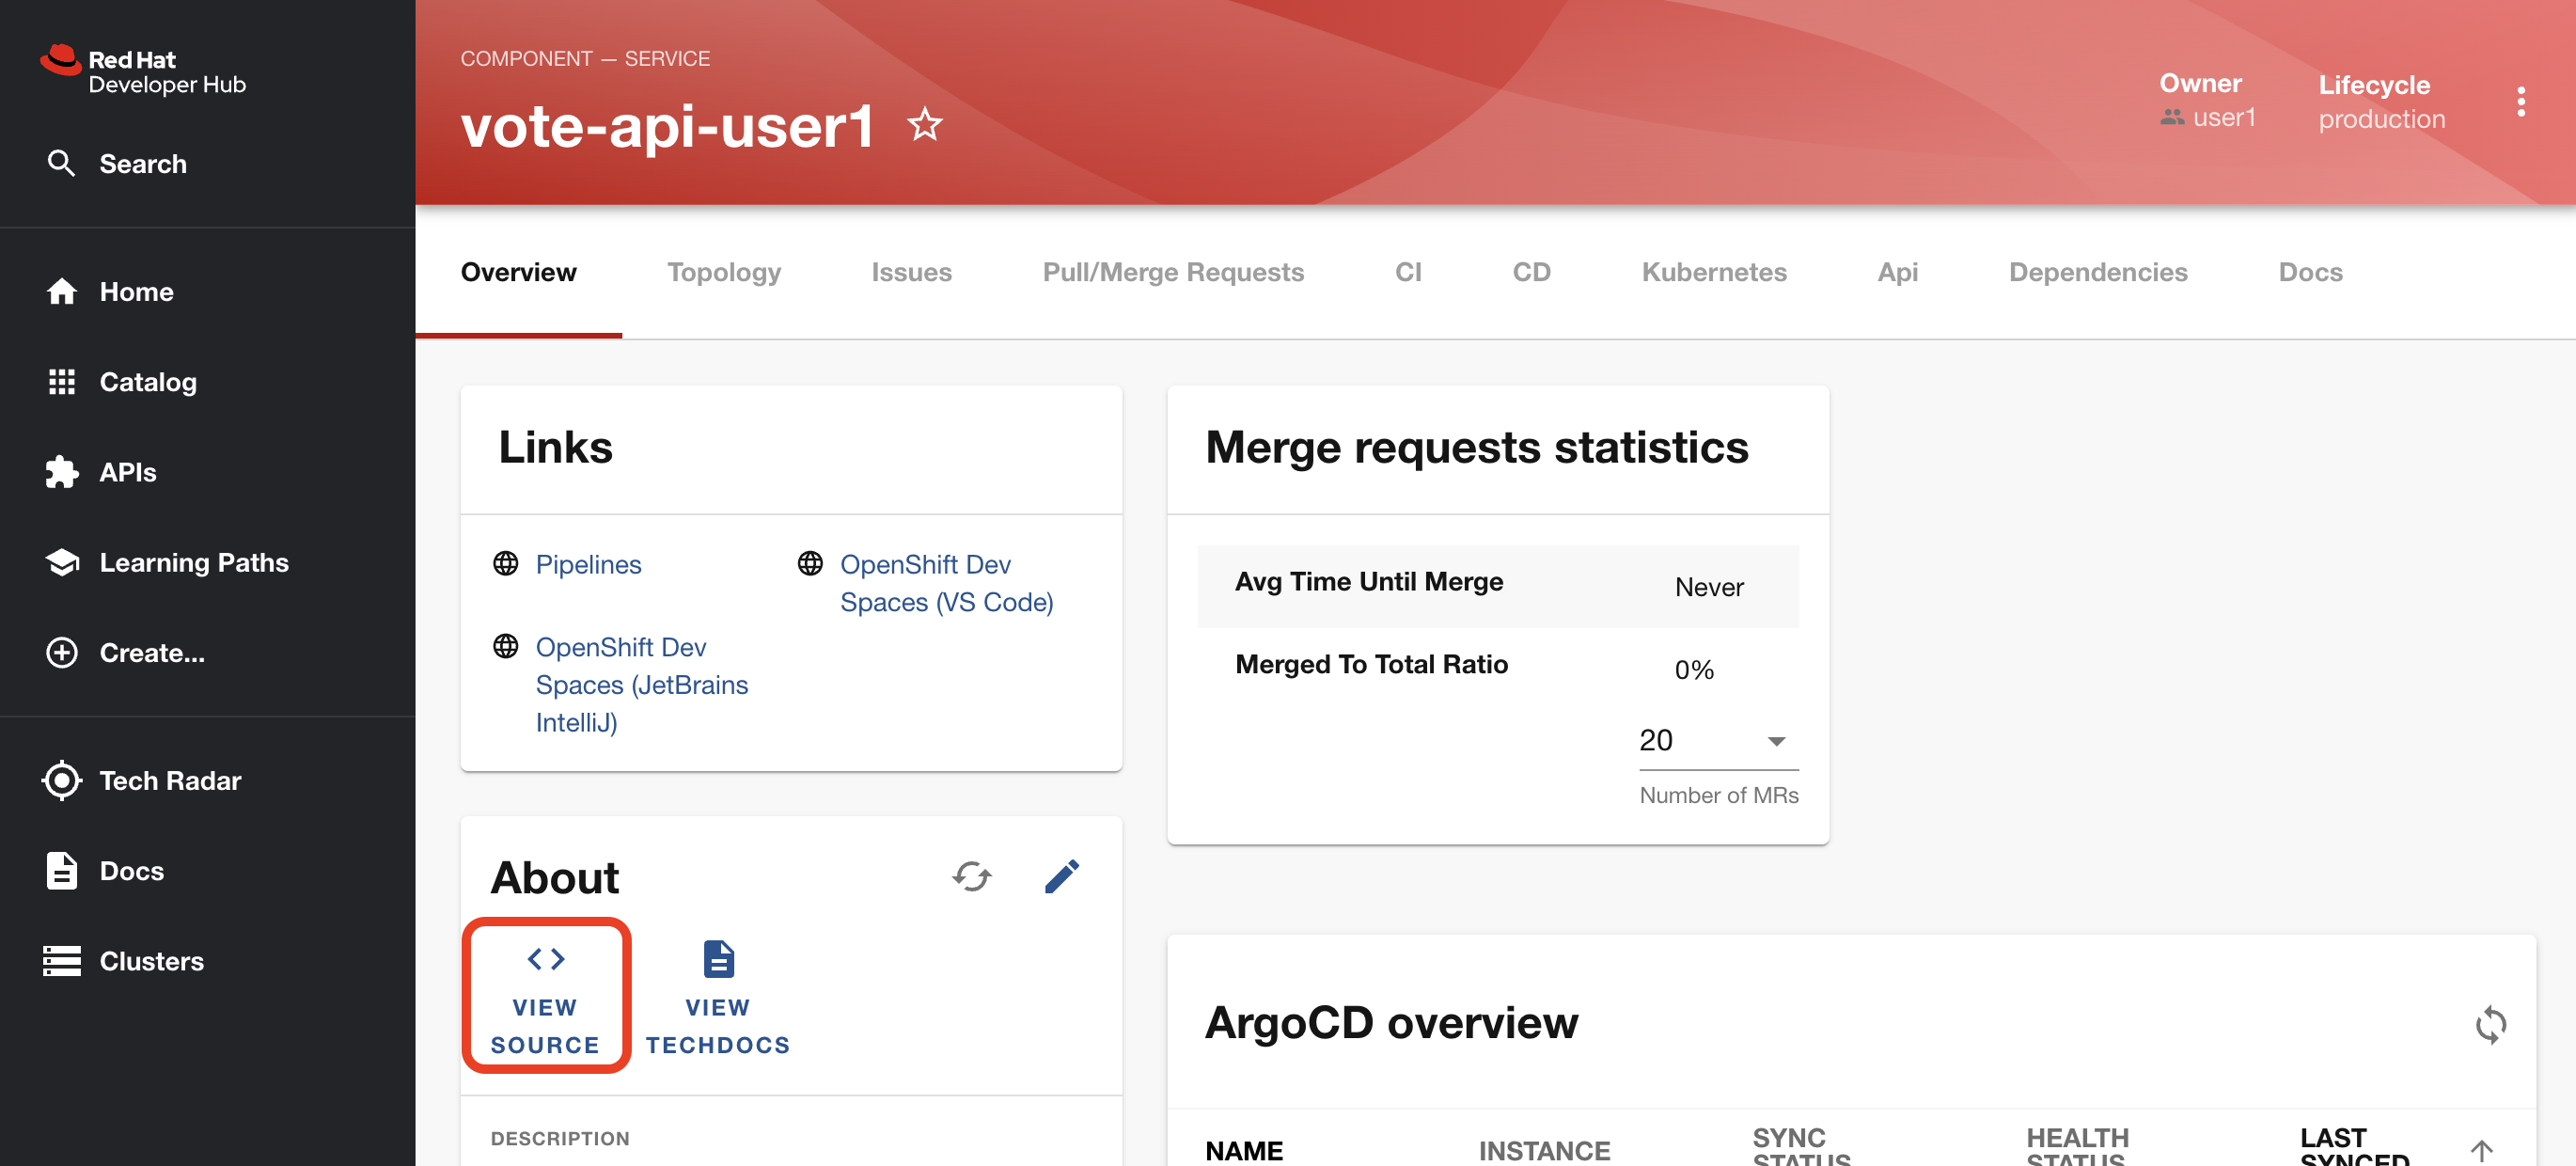 Red Hat
Developer Hub
Search
Home
Catalog
APIs
Learning Paths
Create...
Tech Radar
Docs
Clusters
COMPONENT — SERVICE
vote-api-user1
Owner
user1
Lifecycle
production
Overview Topology Issues Pull/Merge Requests CI CD Kubernetes Api Dependencies Docs
Links
Pipelines
OpenShift Dev
Spaces (VS Code)
OpenShift Dev
Spaces (JetBrains
IntelliJ)
Merge requests statistics
Avg Time Until Merge Never
Merged To Total Ratio 0%
20
Number of MRs
About
VIEW
SOURCE
VIEW
TECHDOCS
DESCRIPTION
ArgoCD overview
NAME
INSTANCE
SYNC
STATUS
HEALTH
STATUS
LAST
SYNCED